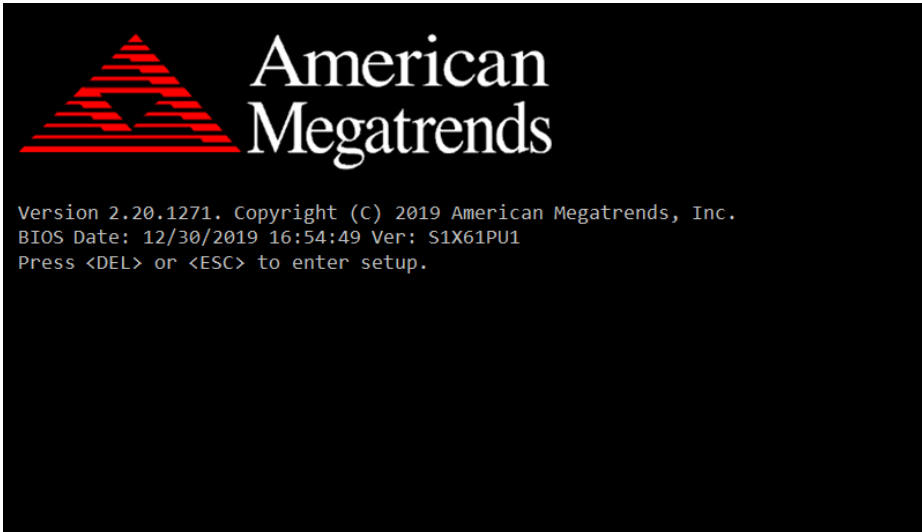 American
Megatrends
Version 2.20.1271. Copyright (C) 2019 American Megatrends, Inc.
BIOS Date: 12/30/2019 16:54:49 Ver: S1X61PU1
Press <DEL> or <ESC> to enter setup.